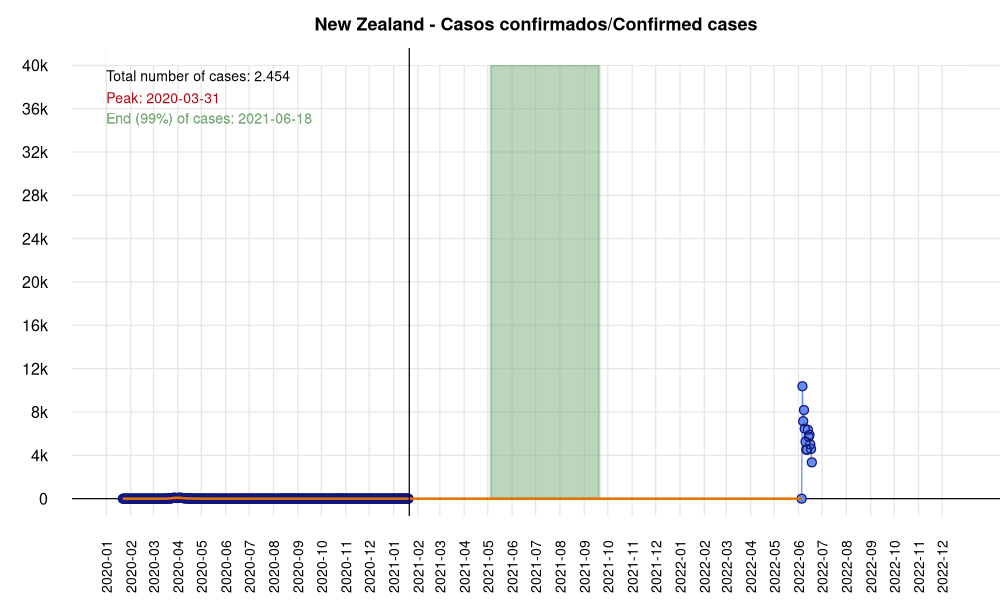 New Zealand - Casos confirmados/Confirmed cases
40k
Total number of cases: 2.454
Peak: 2020-03-31
End (99%) of cases: 2021-06-18
36k
32k
28k
24k
20k
16k
12k
8k
4k
0
2020-01
2020-02
2020-03
2020-04
2020-05
2020-06
2020-07
2020-08
2020-09
2020-10
2020-11
2020-12
2021-01
2021-02
2021-03
2021-04
2021-05
2021-06
2021-07
2021-08
2021-09
2021-10
2021-11
2021-12
2022-01
2022-02
2022-03
2022-04
2022-05
2022-06
2022-07
2022-08
2022-09
2022-10
2022-11
2022-12